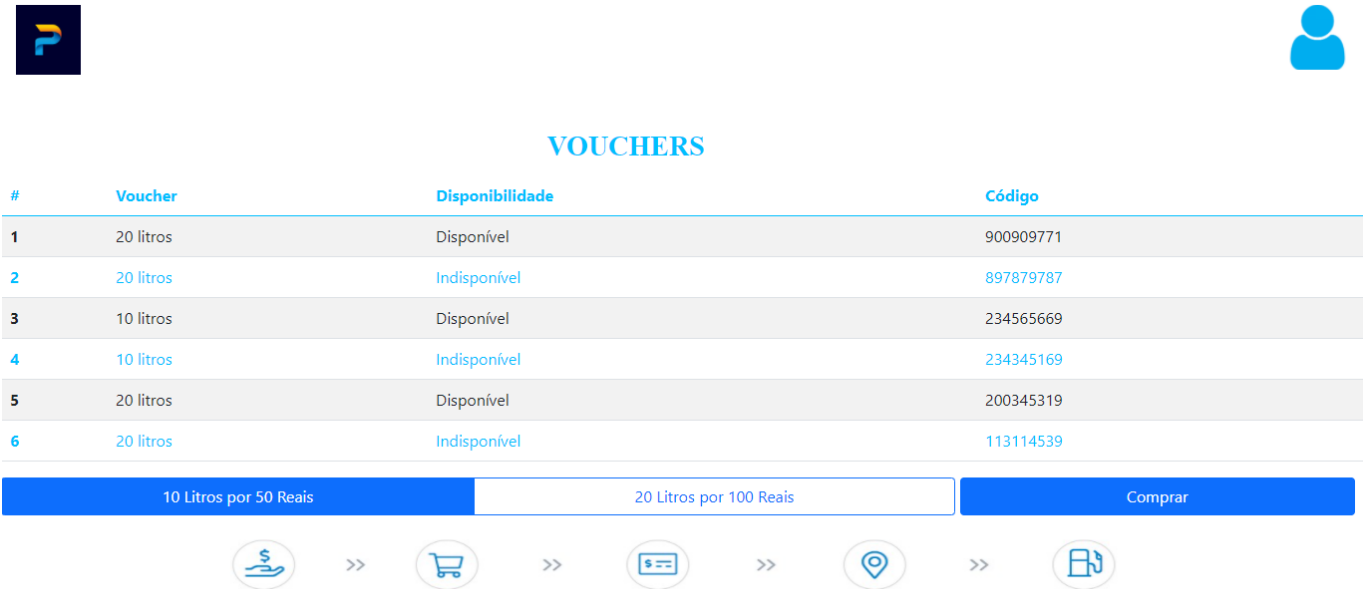 VOUCHERS
# Voucher Disponibilidade Código
1 20 litros Disponível 900909771
2 20 litros Indisponível 897879787
3 10 litros Disponível 234565669
4 10 litros Indisponível 234345169
5 20 litros Disponível 200345319
6 20 litros Indisponível 113114539
10 Litros por 50 Reais 20 Litros por 100 Reais Comprar